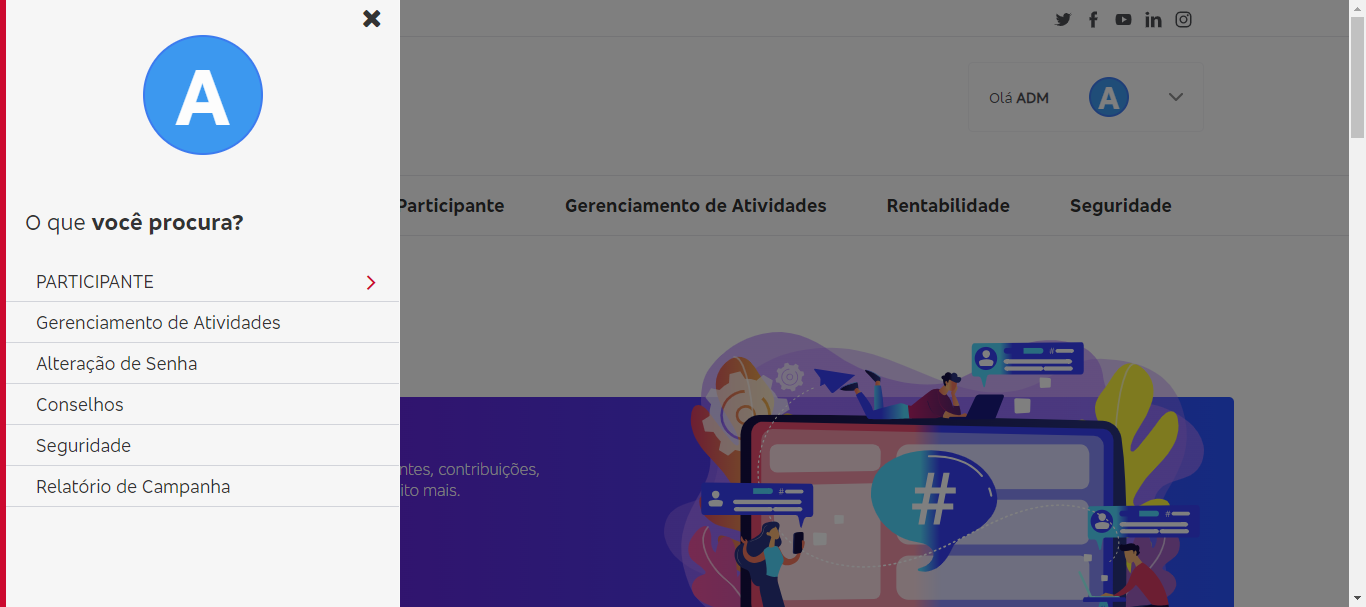 A
O que você procura?
PARTICIPANTE
Gerenciamento de Atividades
Alteração de Senha
Conselhos
Seguridade
Relatório de Campanha
Olá ADM
A
Participante
Gerenciamento de Atividades
Rentabilidade
Seguridade
ntes, contribuições,
ito mais.
#
#
#
#